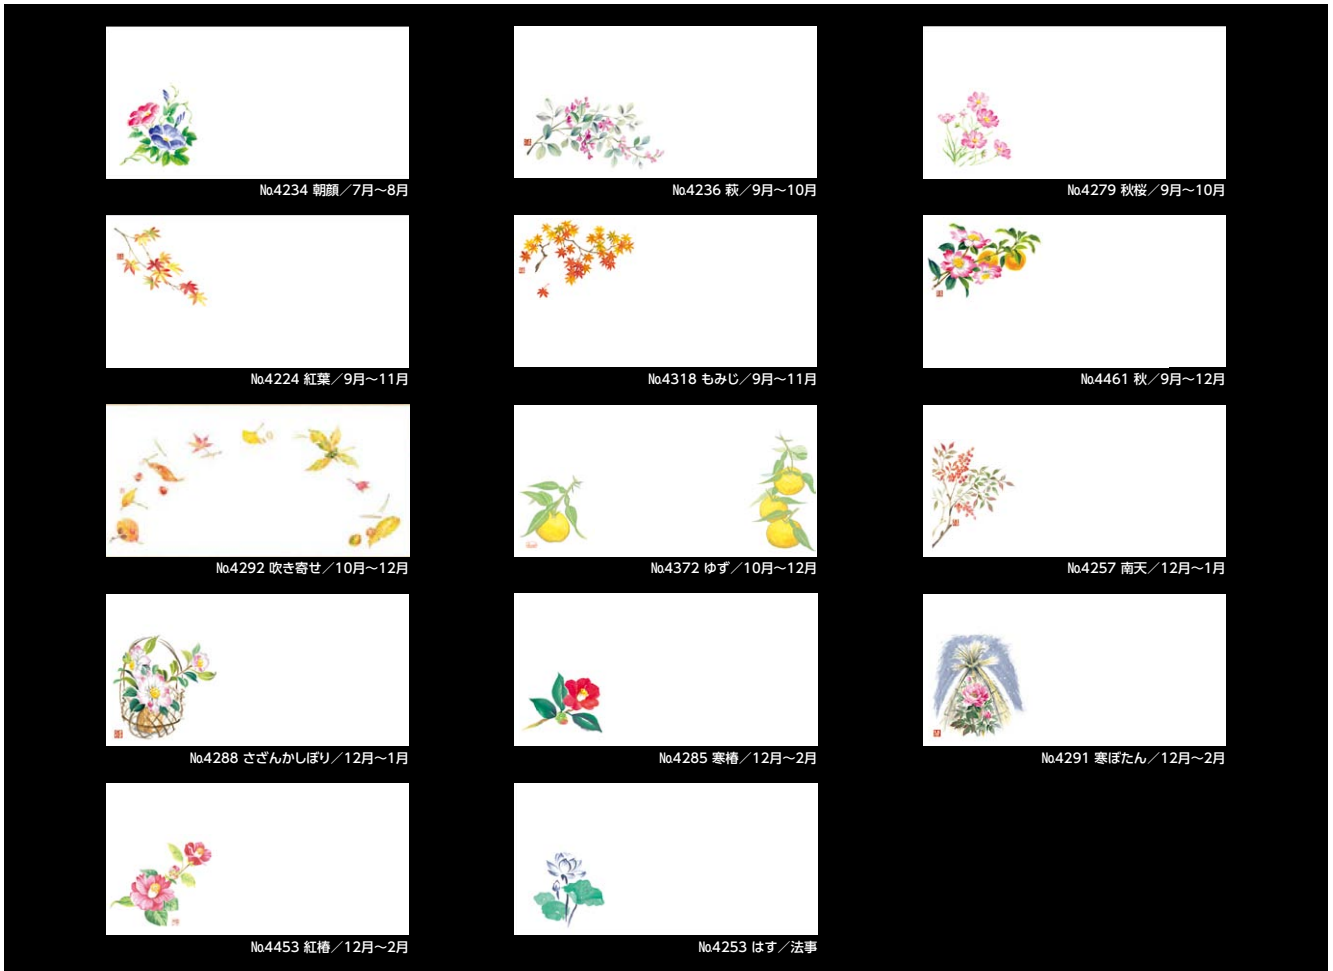 №4234 朝顔／7月～8月
№4236 萩／9月～10月
№4279 秋桜／9月～10月
№4224 紅葉／9月～11月
№4318 もみじ／9月～11月
№4461 秋／9月～12月
№4292 吹き寄せ／10月～12月
№4372 ゆず／10月～12月
№4257 南天／12月～1月
№4288 さざんかしぼり／12月～1月
№4285 寒椿／12月～2月
№4291 寒ぼたん／12月～2月
№4453 紅椿／12月～2月
№4253 はす／法事